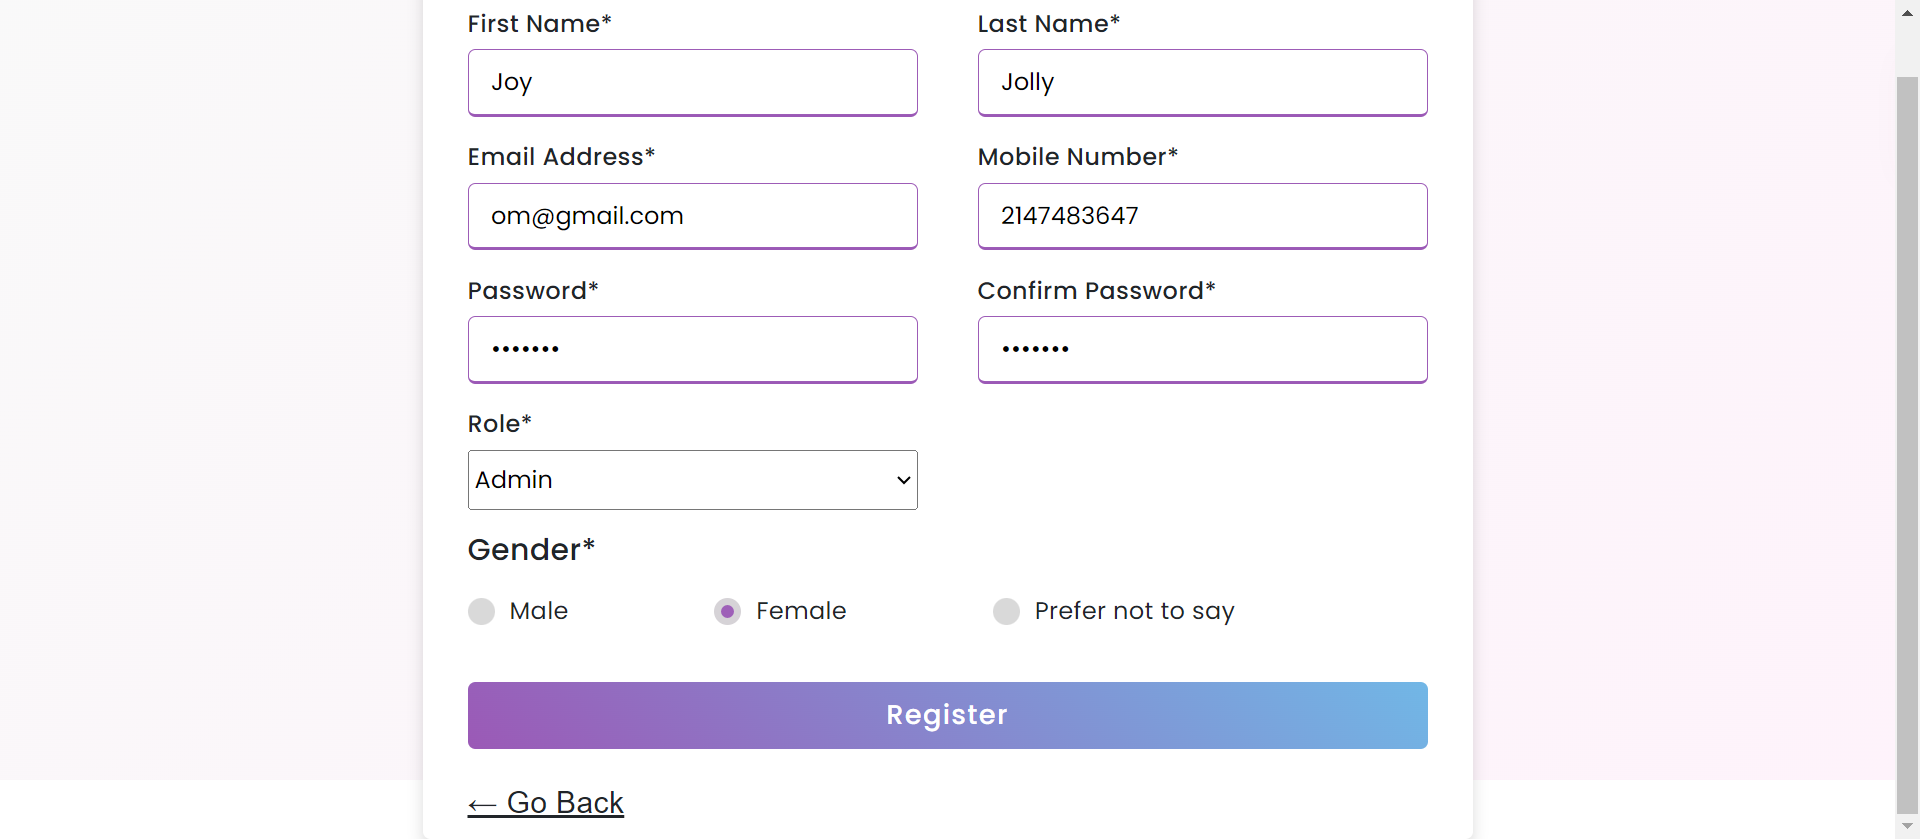 First Name* Last Name*
Joy Jolly
Email Address* Mobile Number*
om@gmail.com 2147483647
Password* Confirm Password*
••••••• •••••••
Role*
Admin
Gender*
Male Female Prefer not to say
Register
← Go Back